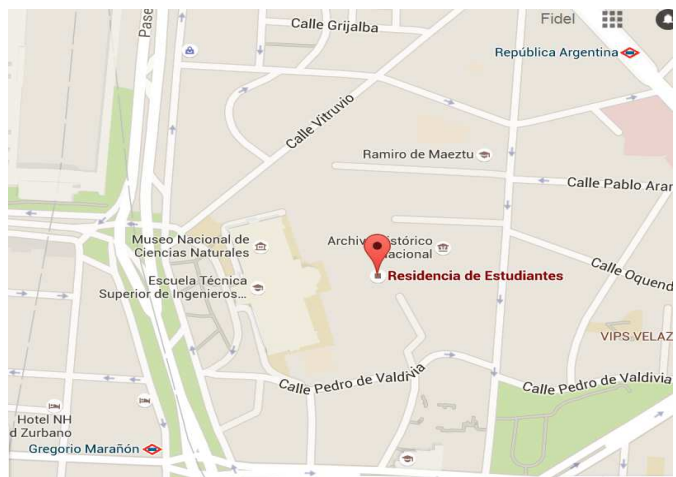 Calle Grijalba
Fidel
Pase
República Argentina
Calle Vitruvio
Ramiro de Maeztu
Calle Pablo Aran
Museo Nacional de
Ciencias Naturales
Archivo Histórico
Nacional
Residencia de Estudiantes
Escuela Técnica
Superior de Ingenieros...
Calle Oquend
VIPS VELAZ
Calle Pedro de Valdivia
Calle Pedro de Valdivia
Hotel NH
d Zurbano
Gregorio Marañón